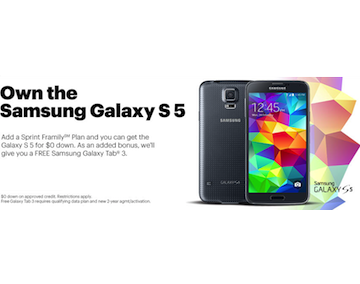 Own the
Samsung Galaxy S 5
Add a Sprint Framily℠ Plan and you can get the
Galaxy S 5 for $0 down. As an added bonus, we'll
give you a FREE Samsung Galaxy Tab® 3.
$0 down on approved credit. Restrictions apply.
Free Galaxy Tab 3 requires qualifying data plan and new 2 year agmt/activation.
SAMSUNG
12:45
Samsung
GALAXY S5